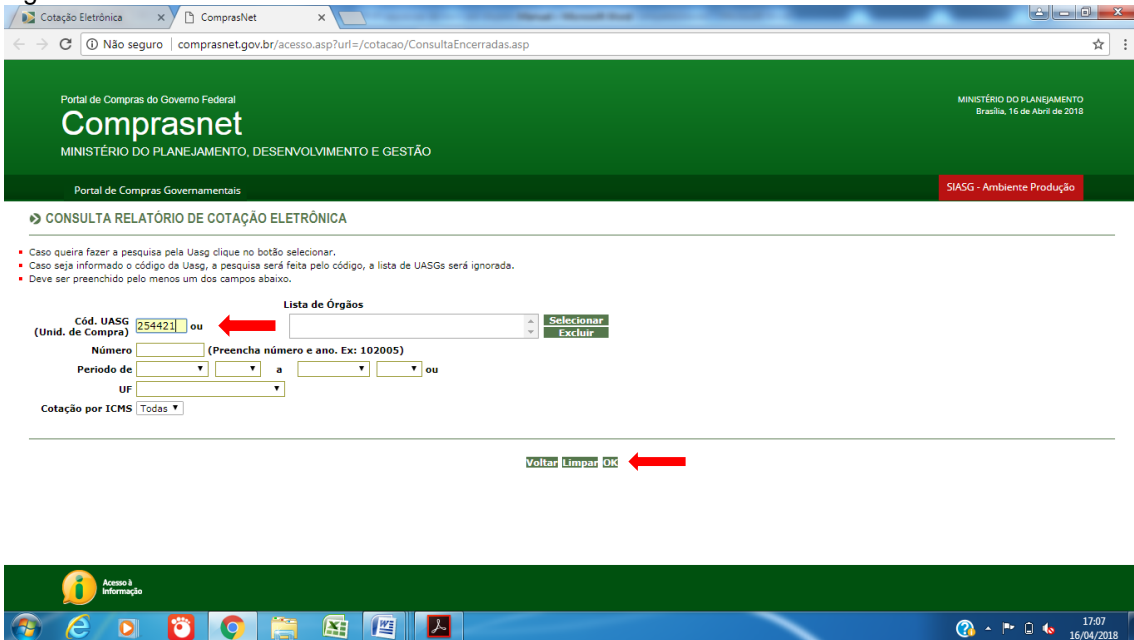 Cotação Eletrônica
ComprasNet
Não seguro | comprasnet.gov.br/acesso.asp?url=/cotacao/ConsultaEncerradas.asp
Portal de Compras do Governo Federal
Comprasnet
MINISTÉRIO DO PLANEJAMENTO, DESENVOLVIMENTO E GESTÃO
MINISTÉRIO DO PLANEJAMENTO
Brasília, 16 de Abril de 2018
Portal de Compras Governamentais
SIASG - Ambiente Produção
CONSULTA RELATÓRIO DE COTAÇÃO ELETRÔNICA
Caso queira fazer a pesquisa pela Uasg clique no botão selecionar.
Caso seja informado o código da Uasg, a pesquisa será feita pelo código, a lista de UASGs será ignorada.
Deve ser preenchido pelo menos um dos campos abaixo.
Lista de Órgãos
Cód. UASG
(Unid. de Compra)
254421 ou
Selecionar
Excluir
Número (Preencha número e ano. Ex: 102005)
Periodo de a ou
UF
Cotação por ICMS Todas
Voltar Limpar OK
Acesso à
Informação
17:07
16/04/2018